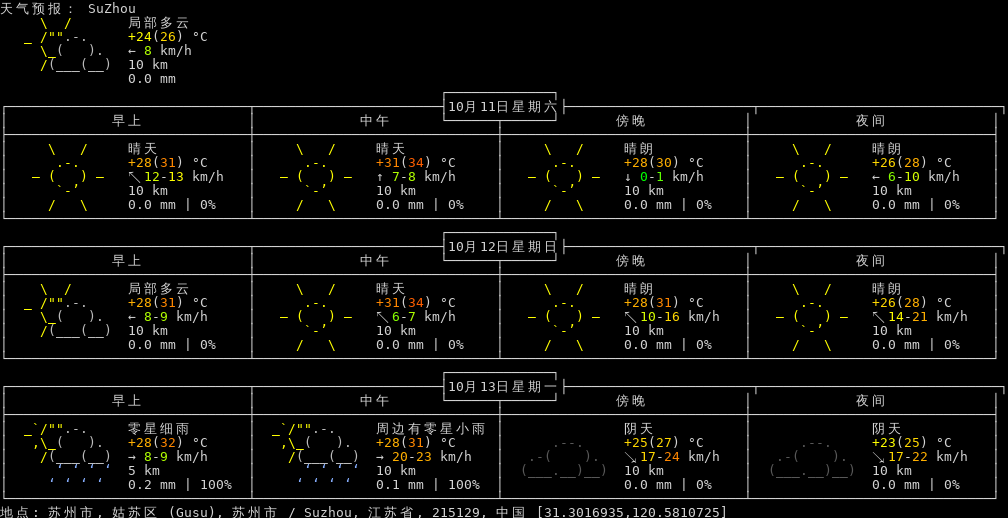 天气预报: SuZhou
局部多云
+24(26) °C
← 8 km/h
10 km
0.0 mm
10月11日星期六
早上 中午 傍晚 夜间
晴天 晴天 晴朗 晴朗
+28(31) °C +31(34) °C +28(30) °C +26(28) °C
↖ 12-13 km/h ↑ 7-8 km/h ↓ 0-1 km/h ← 6-10 km/h
10 km 10 km 10 km 10 km
0.0 mm | 0% 0.0 mm | 0% 0.0 mm | 0% 0.0 mm | 0%
10月12日星期日
早上 中午 傍晚 夜间
局部多云 晴天 晴朗 晴朗
+28(31) °C +31(34) °C +28(31) °C +26(28) °C
← 8-9 km/h ↖ 6-7 km/h ↖ 10-16 km/h ↖ 14-21 km/h
10 km 10 km 10 km 10 km
0.0 mm | 0% 0.0 mm | 0% 0.0 mm | 0% 0.0 mm | 0%
10月13日星期一
早上 中午 傍晚 夜间
零星细雨 周边有零星小雨 阴天 阴天
+28(32) °C +28(31) °C +25(27) °C +23(25) °C
→ 8-9 km/h → 20-23 km/h ↘ 17-24 km/h ↘ 17-22 km/h
5 km 10 km 10 km 10 km
0.2 mm | 100% 0.1 mm | 100% 0.0 mm | 0% 0.0 mm | 0%
地点: 苏州市, 姑苏区 (Gusu), 苏州市 / Suzhou, 江苏省, 215129, 中国 [31.3016935,120.5810725]